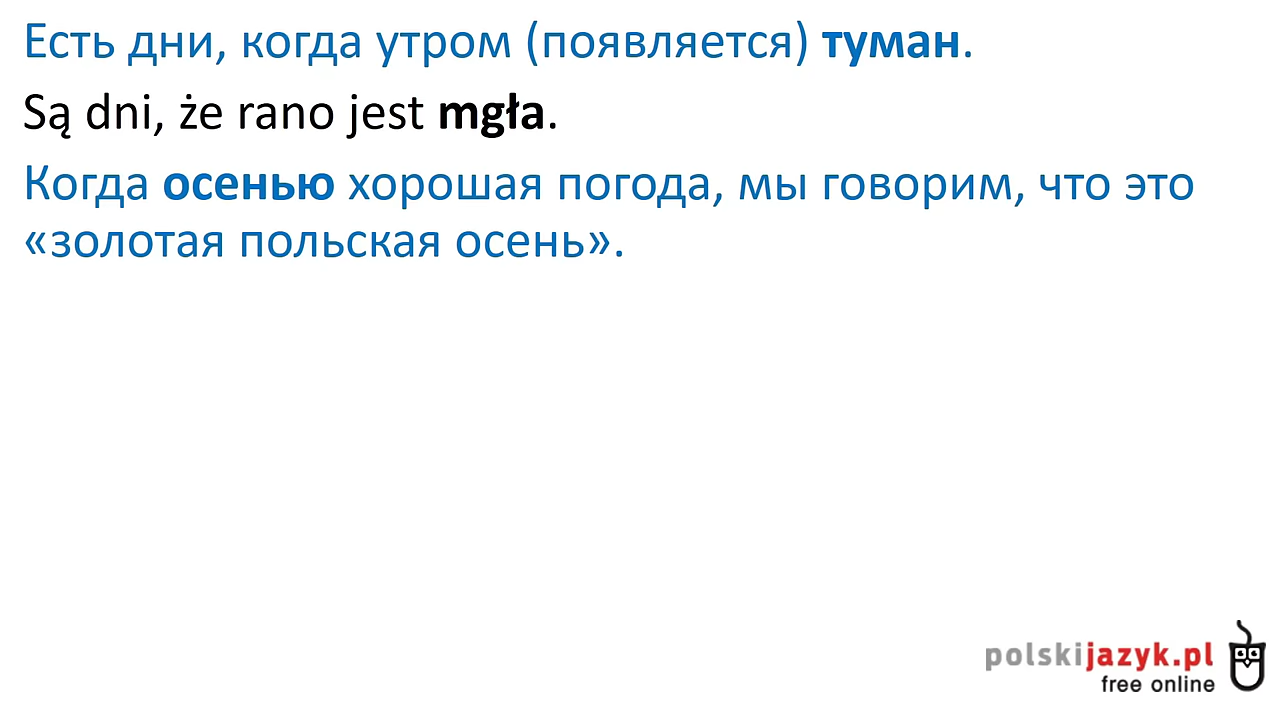 Есть дни, когда утром (появляется) туман.
Są dni, że rano jest mgła.
Когда осенью хорошая погода, мы говорим, что это
«золотая польская осень».
polskijazyk.pl
free online